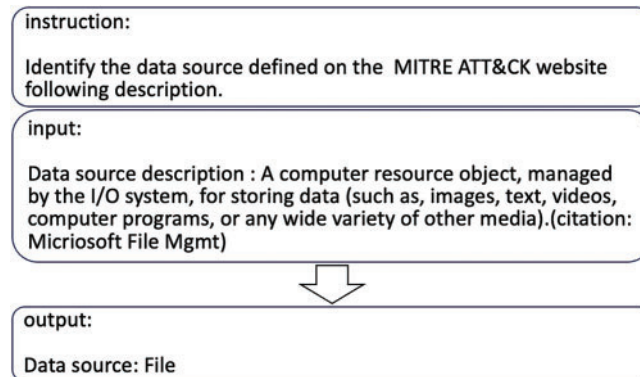 instruction:
Identify the data source defined on the MITRE ATT&CK website
following description.
input:
Data source description : A computer resource object, managed
by the I/O system, for storing data (such as, images, text, videos,
computer programs, or any wide variety of other media).(citation:
Micriosoft File Mgmt)
output:
Data source: File